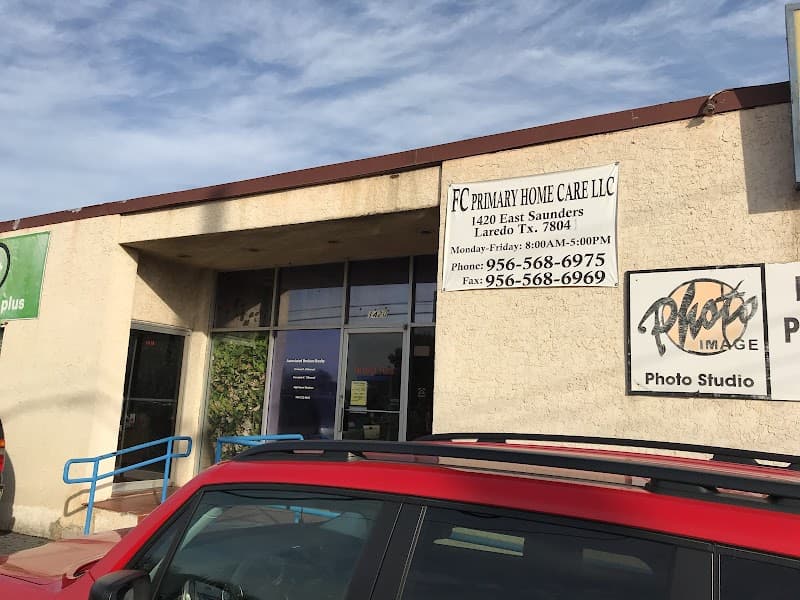 plus
FC PRIMARY HOME CARE LLC
1420 East Saunders
Laredo Tx. 7804
Monday-Friday: 8:00AM-5:00PM
Phone: 956-568-6975
Fax: 956-568-6969
Photo
IMAGE
Photo Studio
P
1420